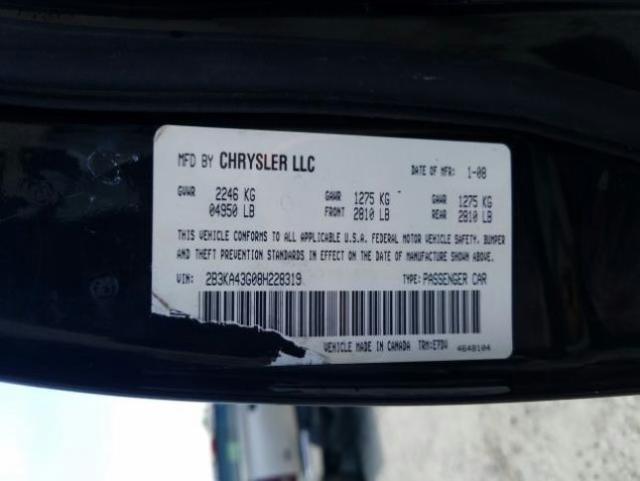 MFD BY CHRYSLER LLC DATE OF MFR: 1-08
GVWR 2246 KG GAWR 1275 KG GAWR 1275 KG
04950 LB FRONT 2810 LB REAR 2810 LB
THIS VEHICLE CONFORMS TO ALL APPLICABLE U.S.A. FEDERAL MOTOR VEHICLE SAFETY, BUMPER
AND THEFT PREVENTION STANDARDS IN EFFECT ON THE DATE OF MANUFACTURE SHOWN ABOVE.
VIN: 2B3KA43G08H228319 TYPE: PASSENGER CAR
VEHICLE MADE IN CANADA TRM:E7DV 4648104